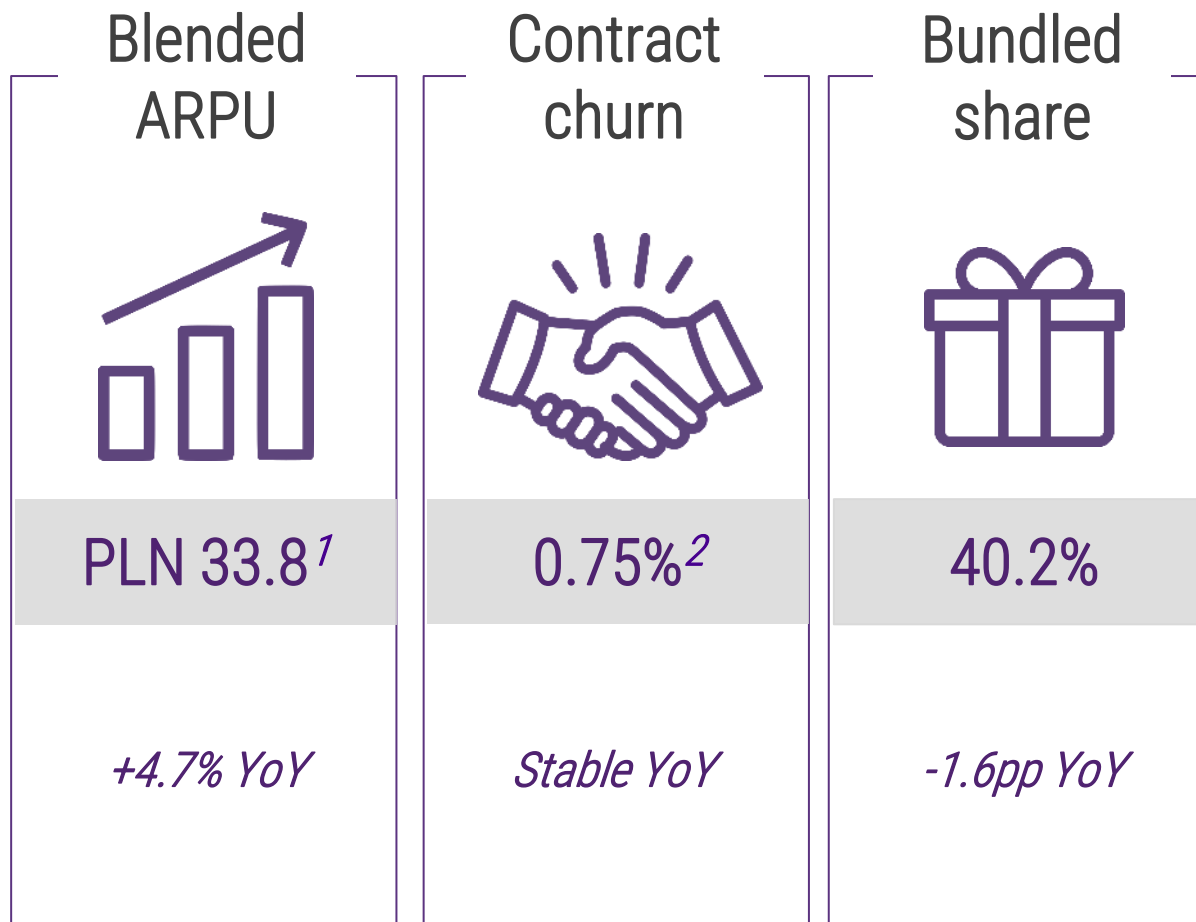 Blended
ARPU
PLN 33.8¹
+4.7% YoY
Contract
churn
0.75%²
Stable YoY
Bundled
share
40.2%
-1.6pp YoY